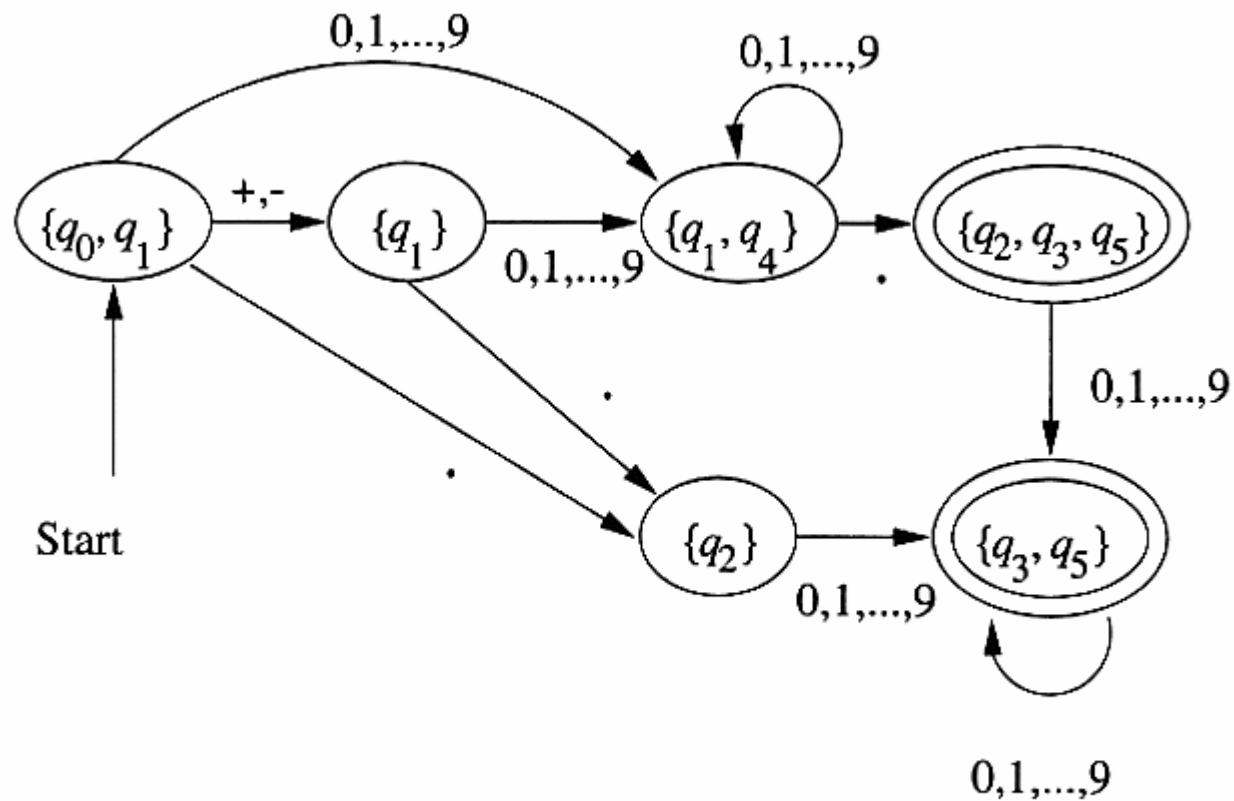 0,1,...,9
0,1,...,9
{q0, q1}
+,-
{q1}
0,1,...,9
{q1, q4}
.
{q2, q3, q5}
0,1,...,9
.
.
Start
{q2}
0,1,...,9
{q3, q5}
0,1,...,9